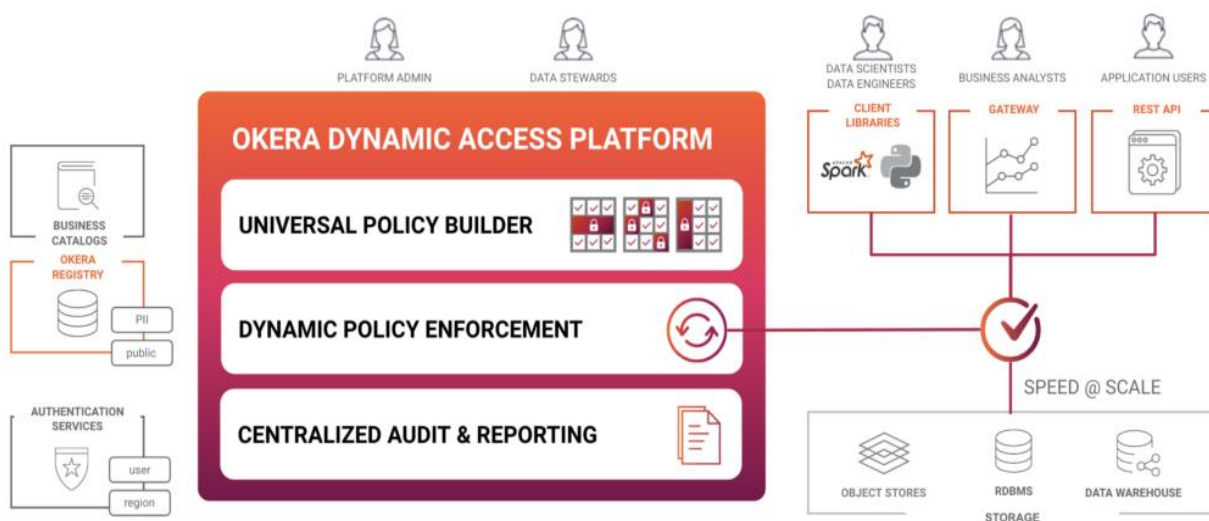 PLATFORM ADMIN
DATA STEWARDS
DATA SCIENTISTS
DATA ENGINEERS
BUSINESS ANALYSTS
APPLICATION USERS
CLIENT
LIBRARIES
APACHE
Spark
GATEWAY
REST API
OKERA DYNAMIC ACCESS PLATFORM
UNIVERSAL POLICY BUILDER
DYNAMIC POLICY ENFORCEMENT
CENTRALIZED AUDIT & REPORTING
BUSINESS
CATALOGS
OKERA
REGISTRY
PII
public
AUTHENTICATION
SERVICES
user
region
SPEED @ SCALE
OBJECT STORES
RDBMS
DATA WAREHOUSE
STORAGE